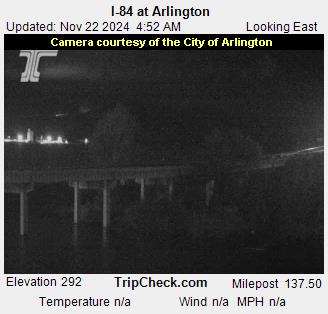 I-84 at Arlington
Updated: Nov 22 2024 4:52 AM Looking East
Camera courtesy of the City of Arlington
Elevation 292 TripCheck.com Milepost 137.50
Temperature n/a Wind n/a MPH n/a